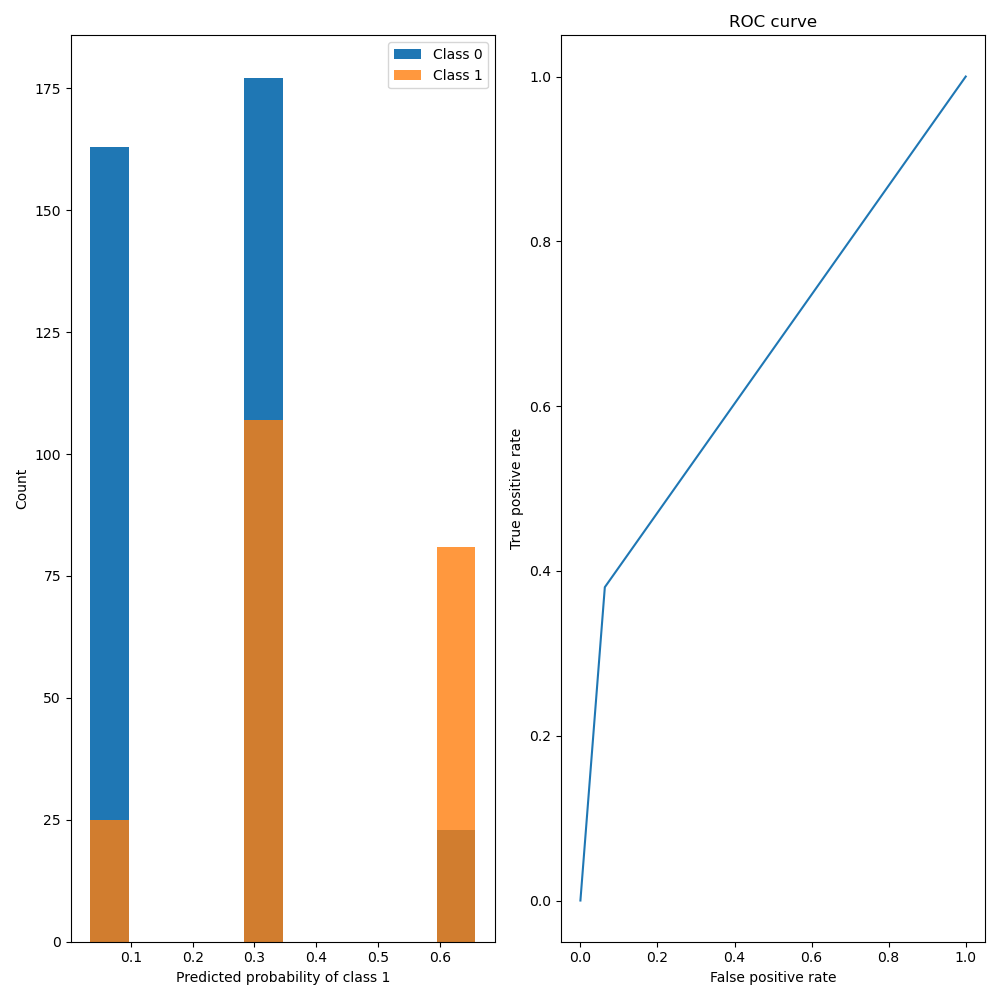 Class 0
Class 1
175
150
125
100
75
50
25
0
Count
0.1 0.2 0.3 0.4 0.5 0.6
Predicted probability of class 1
ROC curve
1.0
0.8
0.6
0.4
0.2
0.0
True positive rate
0.0 0.2 0.4 0.6 0.8 1.0
False positive rate